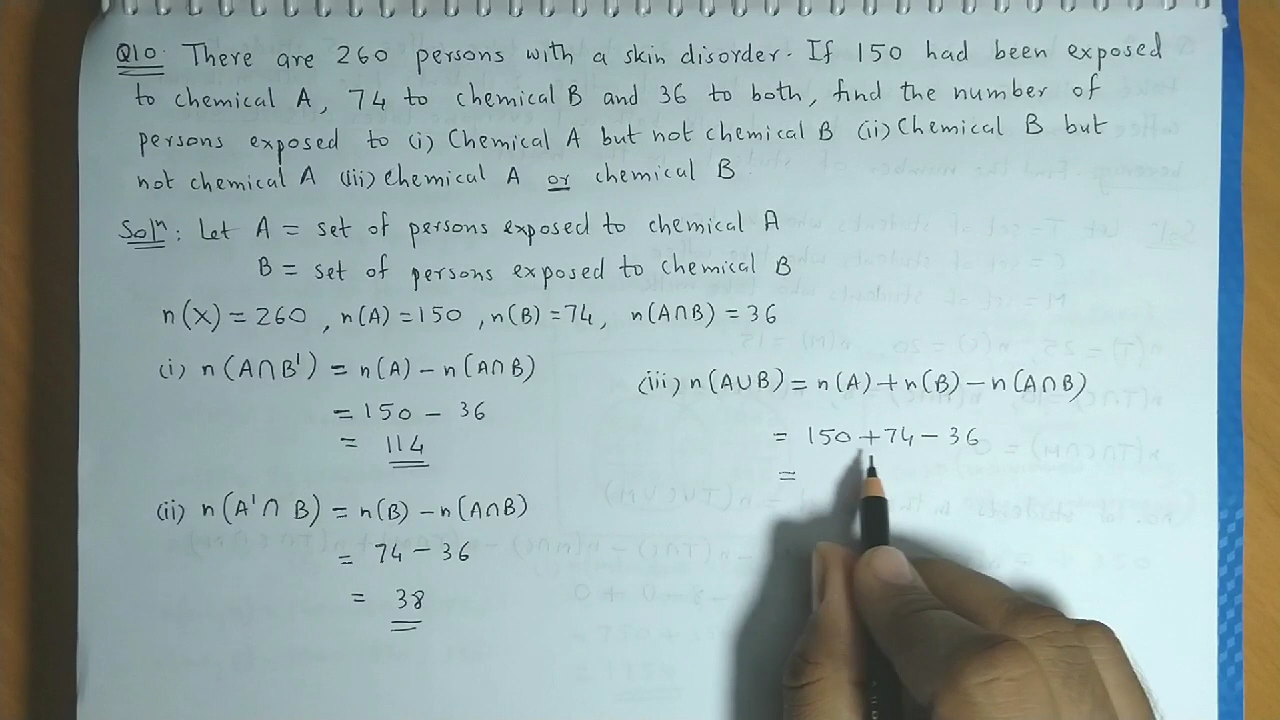 Q10. There are 260 persons with a skin disorder. If 150 had been exposed
to chemical A, 74 to chemical B and 36 to both, find the number of
persons exposed to (i) Chemical A but not chemical B (ii) Chemical B but
not chemical A (iii) Chemical A or chemical B
Solⁿ: Let A = set of persons exposed to chemical A
B = set of persons exposed to chemical B
n(X) = 260, n(A) = 150, n(B) = 74, n(A∩B) = 36
(i) n(A∩B') = n(A) - n(A∩B)
= 150 - 36
= 114
(ii) n(A'∩B) = n(B) - n(A∩B)
= 74 - 36
= 38
(iii) n(A∪B) = n(A) + n(B) - n(A∩B)
= 150 + 74 - 36
=